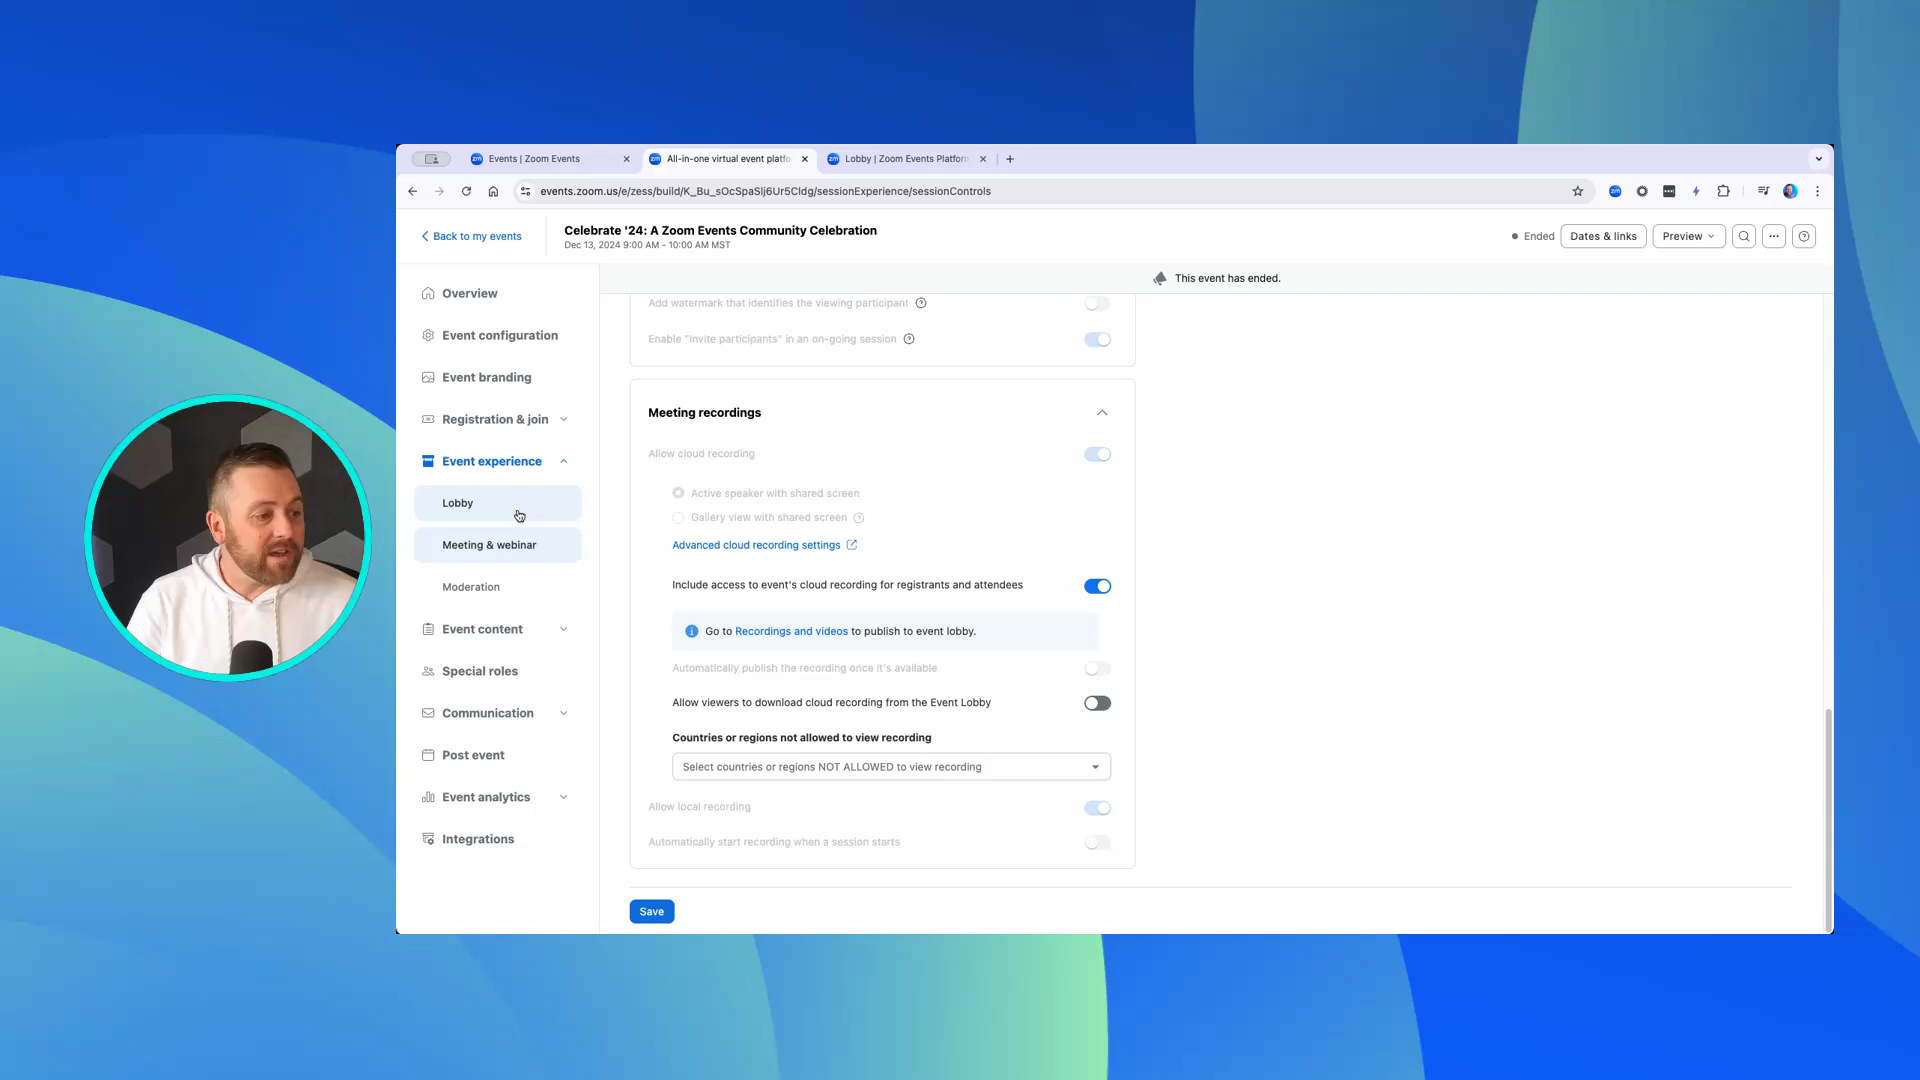 Events | Zoom Events
All-in-one virtual event platfo
Lobby | Zoom Events Platform
events.zoom.us/e/zess/build/K_Bu_sOcSpaSlj6Ur5CIdg/sessionExperience/sessionControls
Back to my events
Celebrate '24: A Zoom Events Community Celebration
Dec 13, 2024 9:00 AM - 10:00 AM MST
Ended
Dates & links
Preview
This event has ended.
Overview
Event configuration
Event branding
Registration & join
Event experience
Lobby
Meeting & webinar
Moderation
Event content
Special roles
Communication
Post event
Event analytics
Integrations
Add watermark that identifies the viewing participant
Enable "Invite participants" in an on-going session
Meeting recordings
Allow cloud recording
Active speaker with shared screen
Gallery view with shared screen
Advanced cloud recording settings
Include access to event's cloud recording for registrants and attendees
Go to Recordings and videos to publish to event lobby.
Automatically publish the recording once it's available
Allow viewers to download cloud recording from the Event Lobby
Countries or regions not allowed to view recording
Select countries or regions NOT ALLOWED to view recording
Allow local recording
Automatically start recording when a session starts
Save